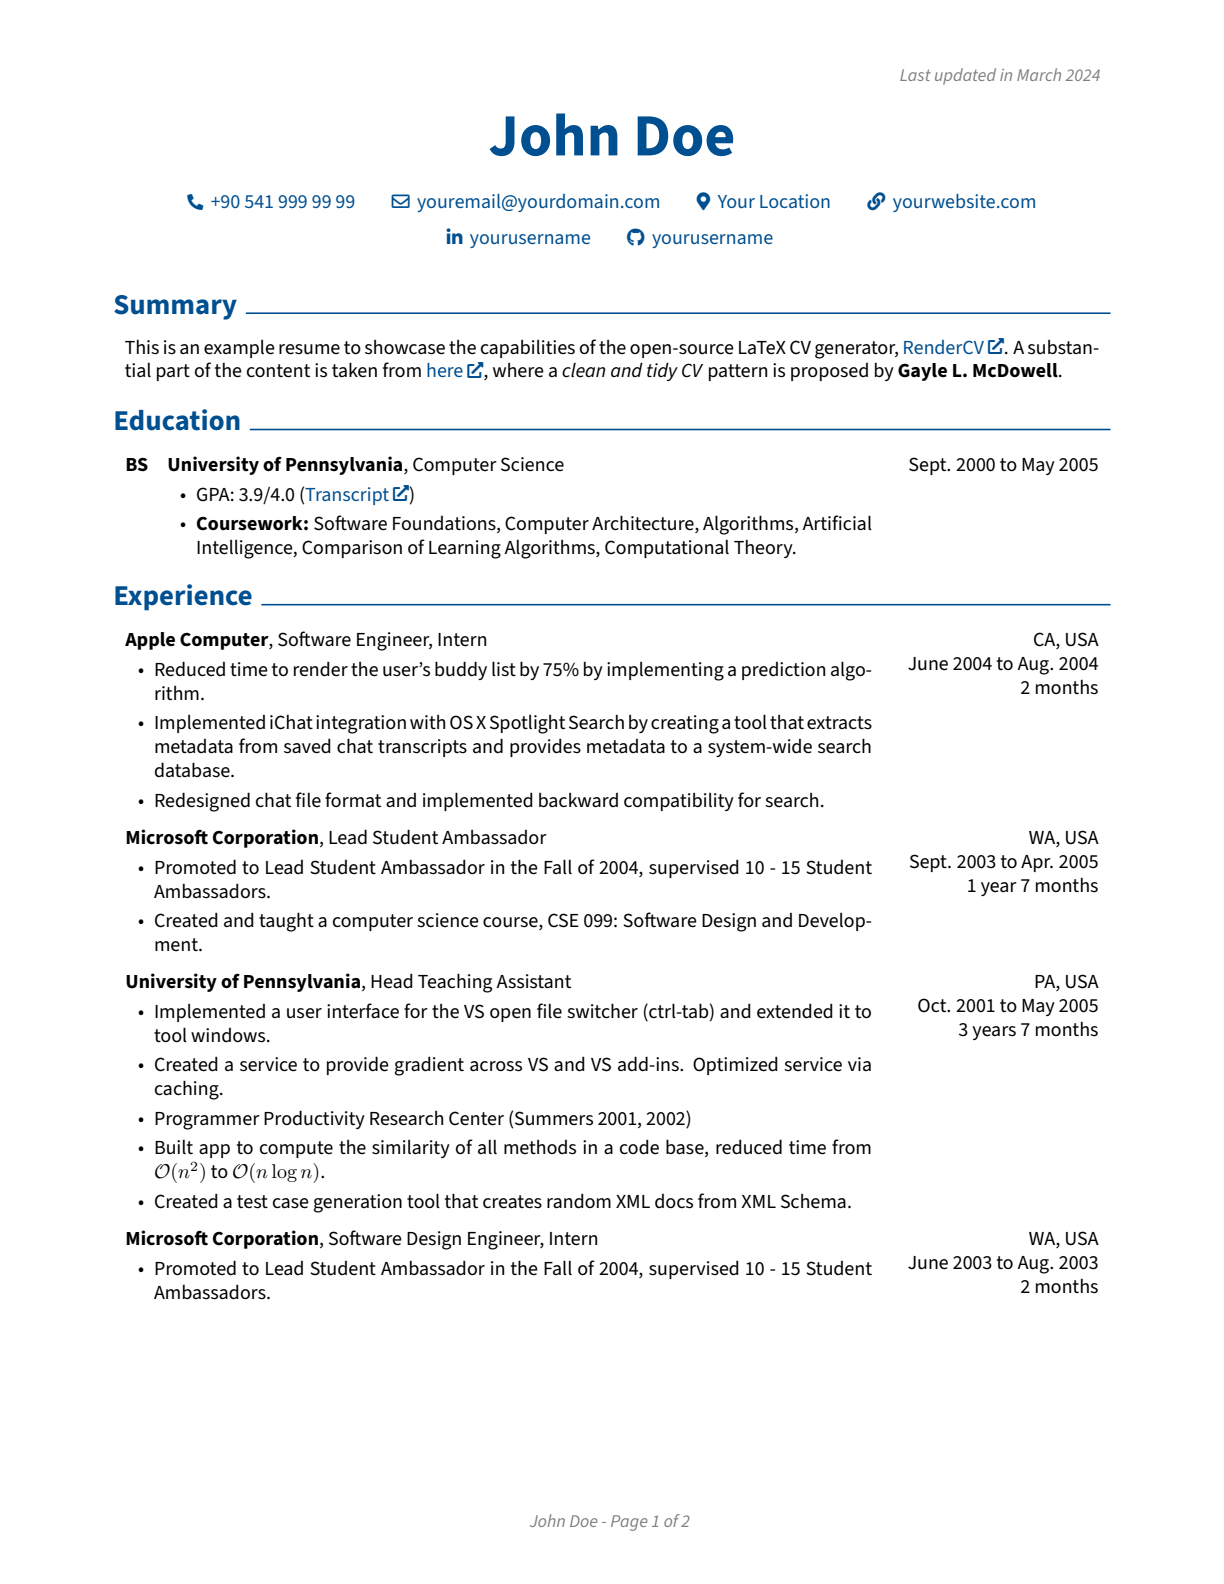 Last updated in March 2024
John Doe
+90 541 999 99 99 youremail@yourdomain.com Your Location yourwebsite.com
yourusername yourusername
Summary
This is an example resume to showcase the capabilities of the open-source LaTeX CV generator, RenderCV. A substan-
tial part of the content is taken from here, where a clean and tidy CV pattern is proposed by Gayle L. McDowell.
Education
BS University of Pennsylvania, Computer Science Sept. 2000 to May 2005
• GPA: 3.9/4.0 (Transcript)
• Coursework: Software Foundations, Computer Architecture, Algorithms, Artificial
Intelligence, Comparison of Learning Algorithms, Computational Theory.
Experience
Apple Computer, Software Engineer, Intern CA, USA
June 2004 to Aug. 2004
2 months
• Reduced time to render the user’s buddy list by 75% by implementing a prediction algo-
rithm.
• Implemented iChat integration with OS X Spotlight Search by creating a tool that extracts
metadata from saved chat transcripts and provides metadata to a system-wide search
database.
• Redesigned chat file format and implemented backward compatibility for search.
Microsoft Corporation, Lead Student Ambassador WA, USA
Sept. 2003 to Apr. 2005
1 year 7 months
• Promoted to Lead Student Ambassador in the Fall of 2004, supervised 10 - 15 Student
Ambassadors.
• Created and taught a computer science course, CSE 099: Software Design and Develop-
ment.
University of Pennsylvania, Head Teaching Assistant PA, USA
Oct. 2001 to May 2005
3 years 7 months
• Implemented a user interface for the VS open file switcher (ctrl-tab) and extended it to
tool windows.
• Created a service to provide gradient across VS and VS add-ins. Optimized service via
caching.
• Programmer Productivity Research Center (Summers 2001, 2002)
• Built app to compute the similarity of all methods in a code base, reduced time from
𝒪(n²) to 𝒪(n log n).
• Created a test case generation tool that creates random XML docs from XML Schema.
Microsoft Corporation, Software Design Engineer, Intern WA, USA
June 2003 to Aug. 2003
2 months
• Promoted to Lead Student Ambassador in the Fall of 2004, supervised 10 - 15 Student
Ambassadors.
John Doe - Page 1 of 2